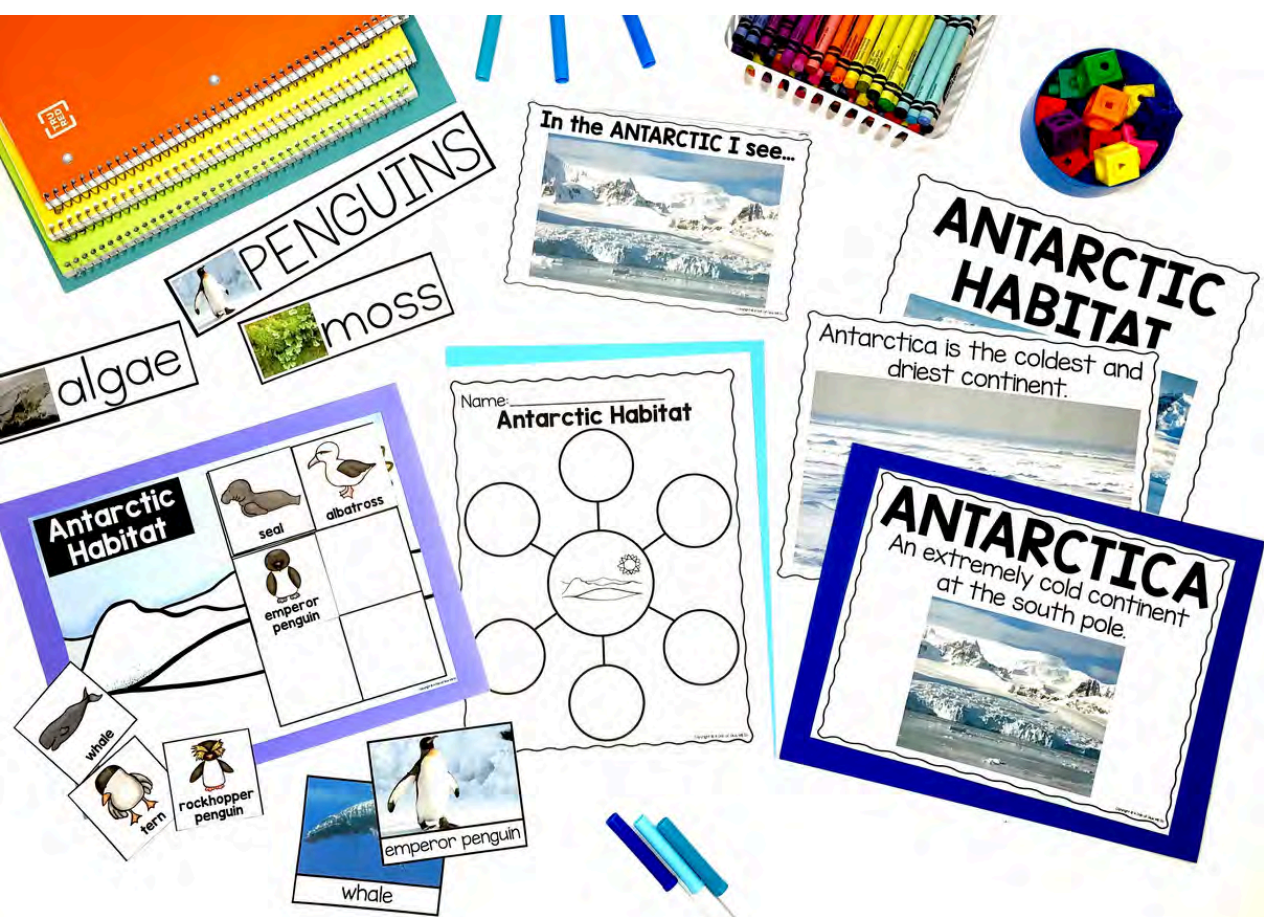 TRU
RED
PENGUINS
moss
algae
In the ANTARCTIC I see...
ANTARCTIC
HABITAT
Antarctica is the coldest and
driest continent.
ANTARCTICA
An extremely cold continent
at the south pole.
Name:
Antarctic Habitat
Antarctic
Habitat
seal
albatross
emperor
penguin
whale
tern
rockhopper
penguin
emperor penguin
whale